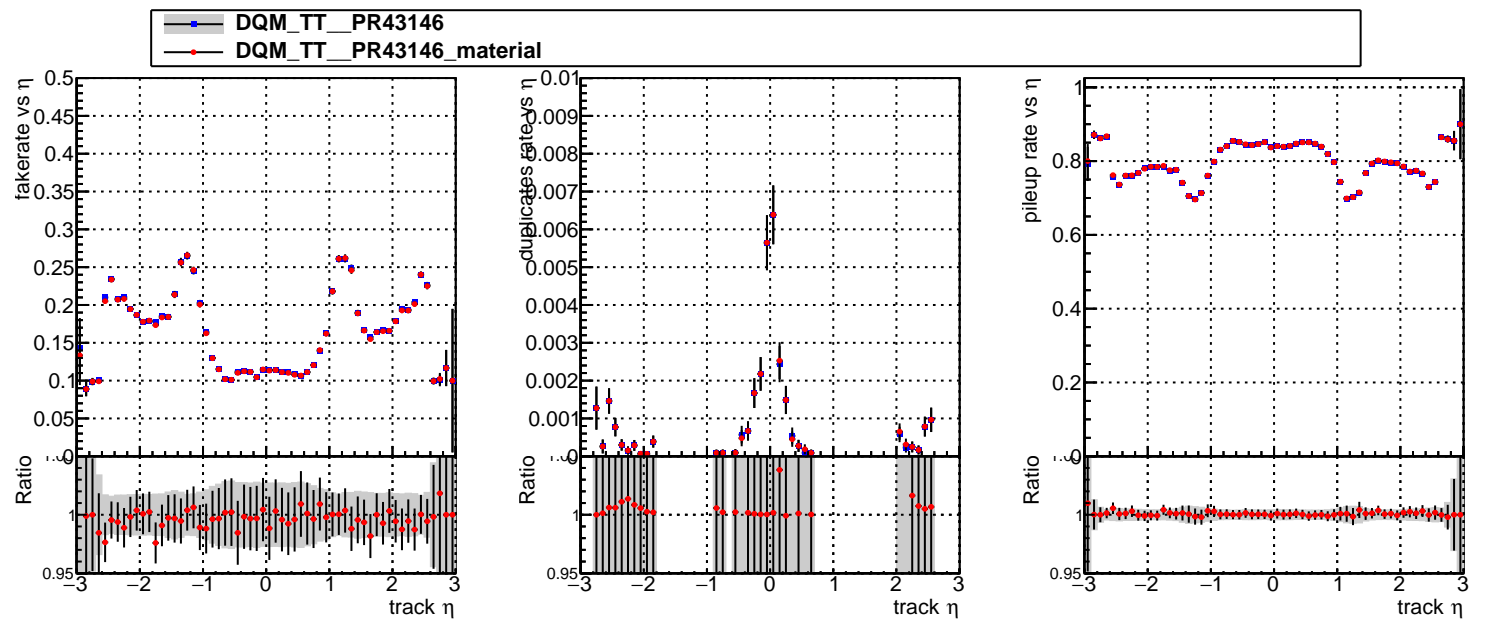 DQM_TT__PR43146
DQM_TT__PR43146_material
fakerate vs η
0.5
0.45
0.4
0.35
0.3
0.25
0.2
0.15
0.1
0.05
0
Ratio
1
0.95
−3 −2 −1 0 1 2 3
track η
duplicates rate vs η
0.01
0.009
0.008
0.007
0.006
0.005
0.004
0.003
0.002
0.001
0
Ratio
1
0.95
−3 −2 −1 0 1 2 3
track η
pileup rate vs η
1
0.8
0.6
0.4
0.2
0
Ratio
1
0.95
−3 −2 −1 0 1 2 3
track η